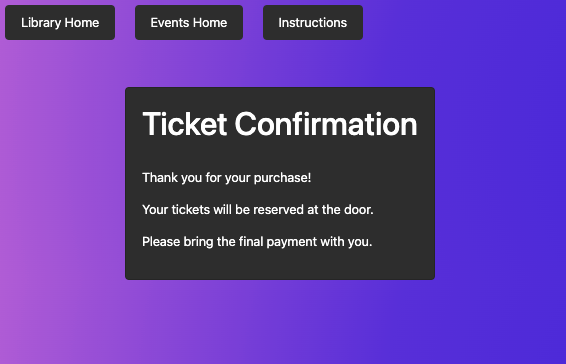 Library Home
Events Home
Instructions
Ticket Confirmation
Thank you for your purchase!
Your tickets will be reserved at the door.
Please bring the final payment with you.